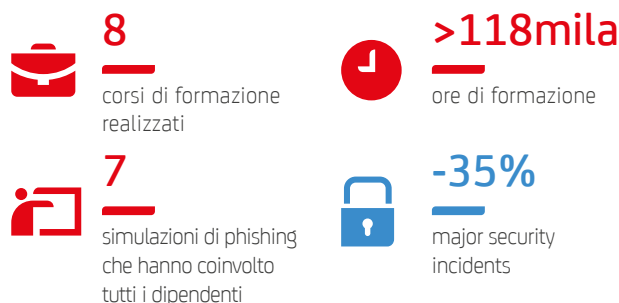 8
corsi di formazione
realizzati
>118mila
ore di formazione
7
simulazioni di phishing
che hanno coinvolto
tutti i dipendenti
-35%
major security
incidents